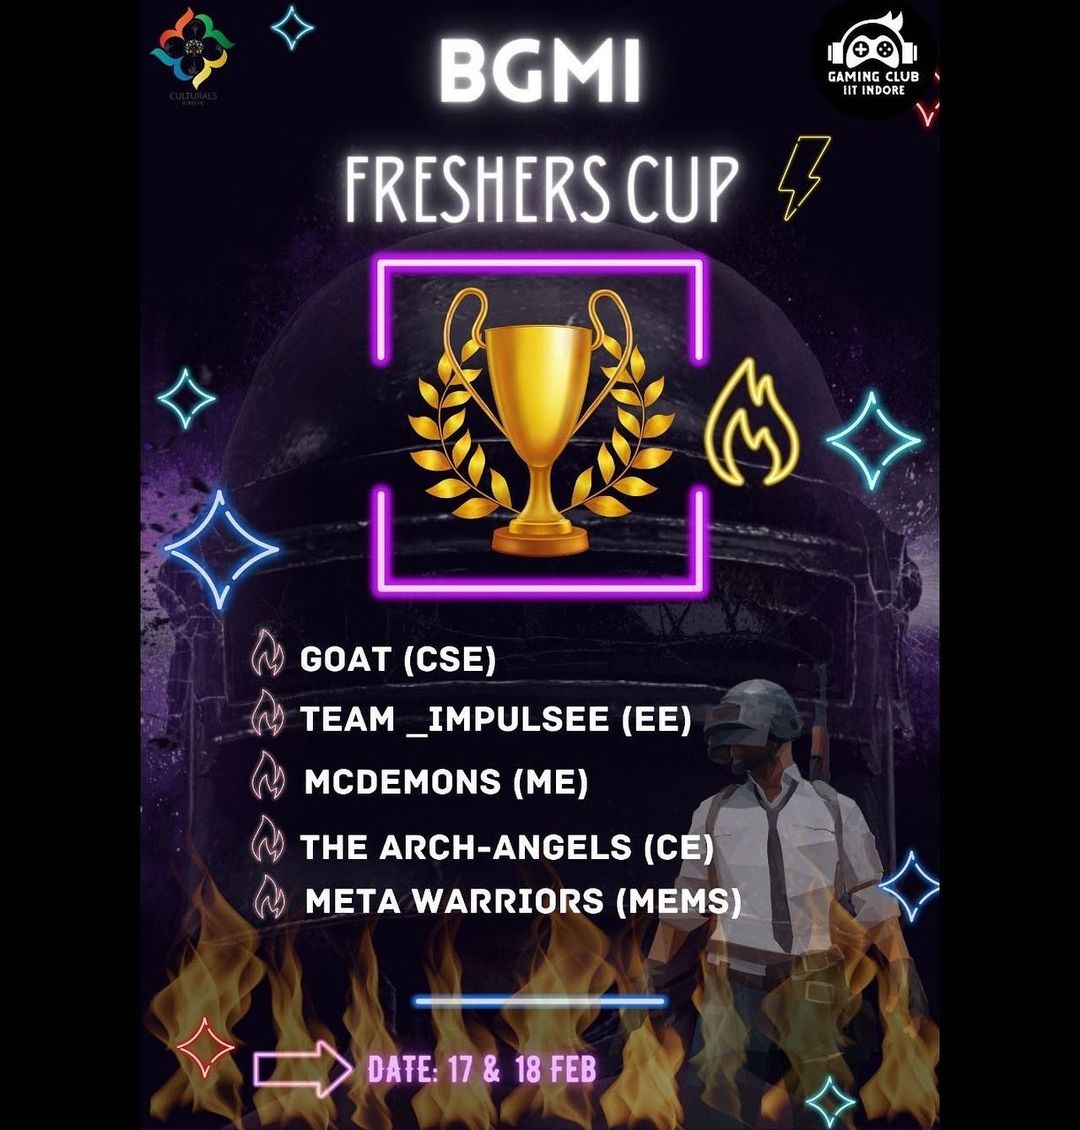 CULTURALS
GAMING CLUB
IIT INDORE
BGMI
FRESHERS CUP
GOAT (CSE)
TEAM _IMPULSEE (EE)
MCDEMONS (ME)
THE ARCH-ANGELS (CE)
META WARRIORS (MEMS)
DATE: 17 & 18 FEB